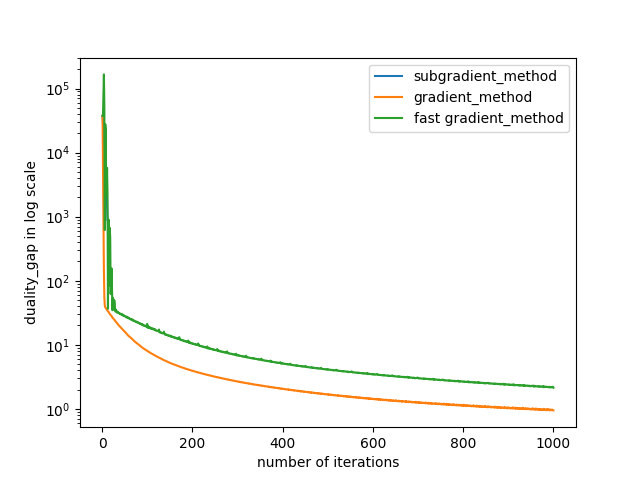 subgradient_method
gradient_method
fast gradient_method
duality_gap in log scale
10^5
10^4
10^3
10^2
10^1
10^0
0 200 400 600 800 1000
number of iterations